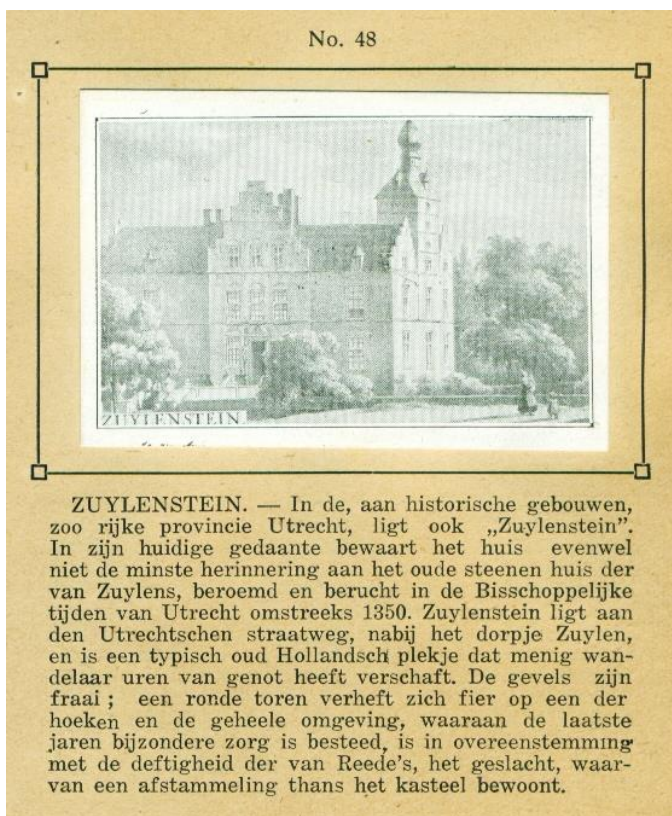 No. 48
ZUYLENSTEIN.
ZUYLENSTEIN. — In de, aan historische gebouwen,
zoo rijke provincie Utrecht, ligt ook „Zuylenstein”.
In zijn huidige gedaante bewaart het huis evenwel
niet de minste herinnering aan het oude steenen huis der
van Zuylens, beroemd en berucht in de Bisschoppelijke
tijden van Utrecht omstreeks 1350. Zuylenstein ligt aan
den Utrechtschen straatweg, nabij het dorpje Zuylen,
en is een typisch oud Hollandsch plekje dat menig wan-
delaar uren van genot heeft verschaft. De gevels zijn
fraai ; een ronde toren verheft zich fier op een der
hoeken en de geheele omgeving, waaraan de laatste
jaren bijzondere zorg is besteed, is in overeenstemming
met de deftigheid der van Reede's, het geslacht, waar-
van een afstammeling thans het kasteel bewoont.